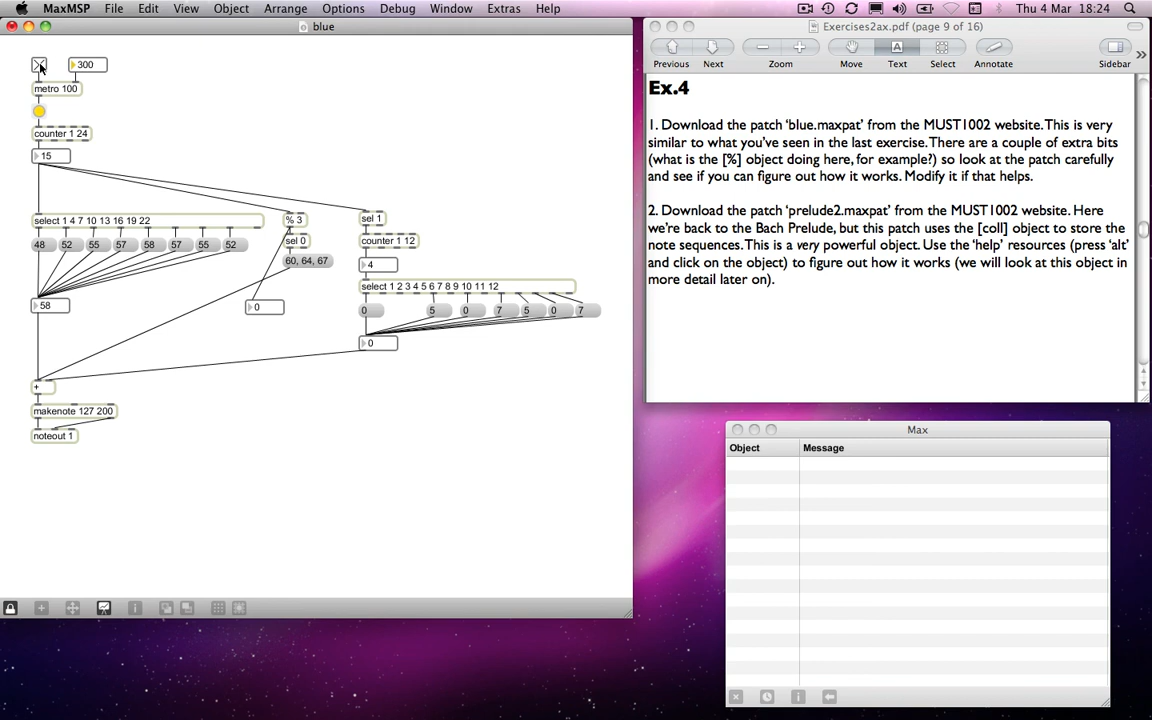 MaxMSP File Edit View Object Arrange Options Debug Window Extras Help Thu 4 Mar 18:24
blue
300
metro 100
counter 1 24
15
select 1 4 7 10 13 16 19 22
48 52 55 57 58 57 55 52
58
% 3
sel 0
60, 64, 67
0
sel 1
counter 1 12
4
select 1 2 3 4 5 6 7 8 9 10 11 12
0 5 0 7 5 0 7
0
+
makenote 127 200
noteout 1
Exercises2ax.pdf (page 9 of 16)
Previous Next Zoom Move Text Select Annotate Sidebar
Ex.4
1. Download the patch ‘blue.maxpat’ from the MUST1002 website. This is very
similar to what you’ve seen in the last exercise. There are a couple of extra bits
(what is the [%] object doing here, for example?) so look at the patch carefully
and see if you can figure out how it works. Modify it if that helps.
2. Download the patch ‘prelude2.maxpat’ from the MUST1002 website. Here
we’re back to the Bach Prelude, but this patch uses the [coll] object to store the
note sequences. This is a very powerful object. Use the ‘help’ resources (press ‘alt’
and click on the object) to figure out how it works (we will look at this object in
more detail later on).
Max
Object Message